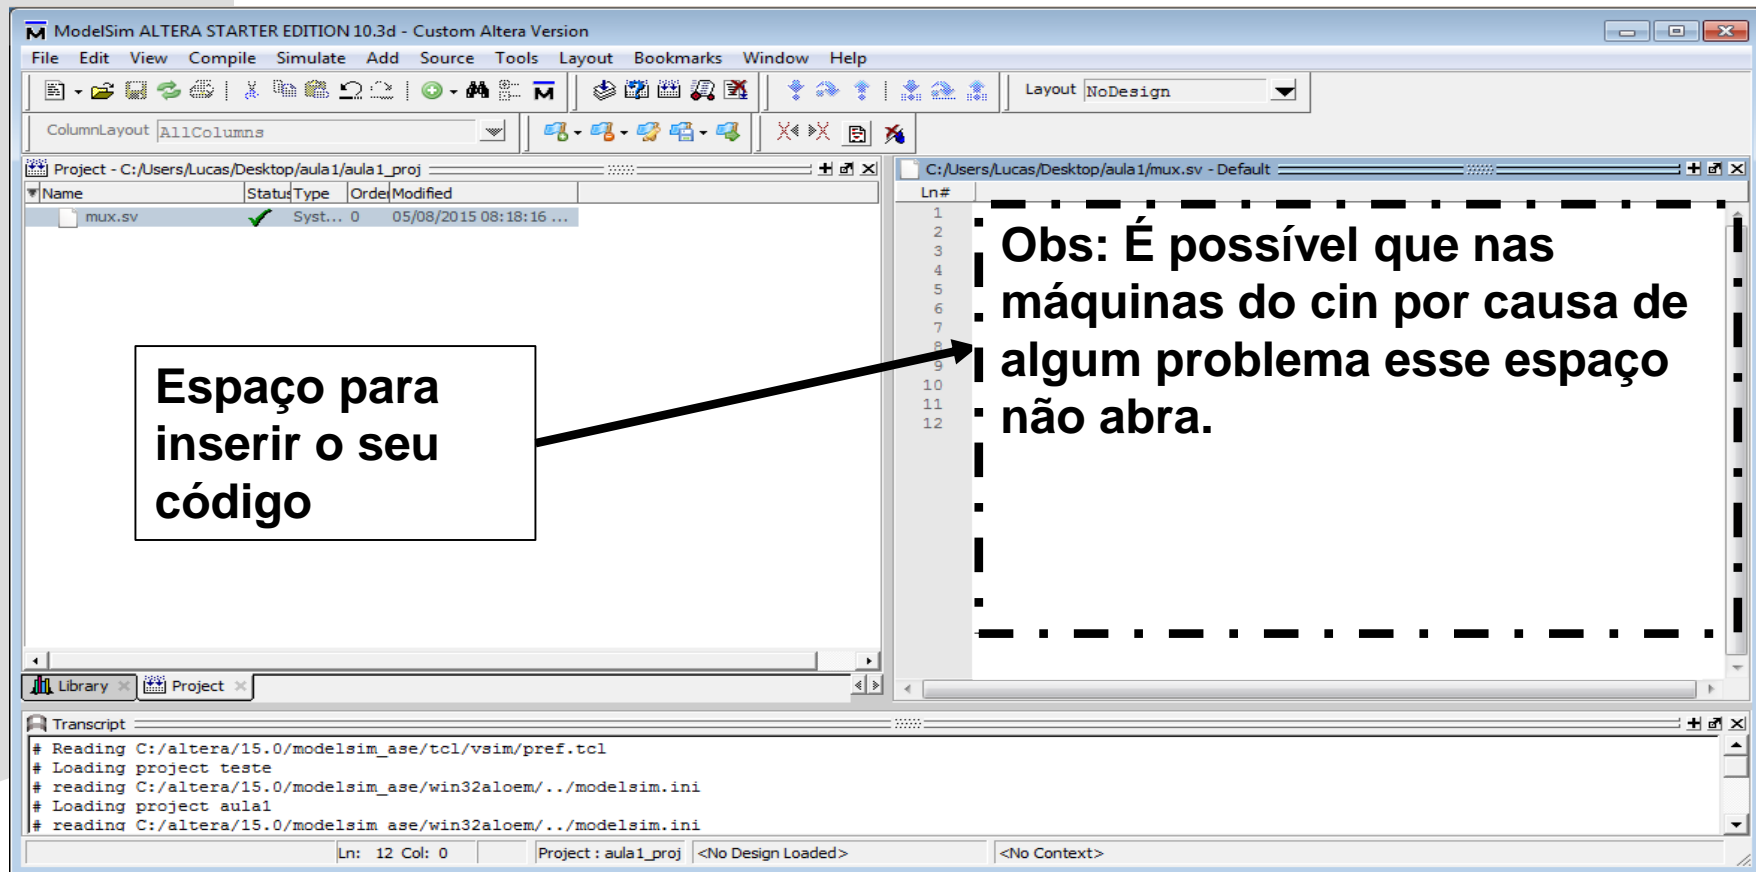 ModelSim ALTERA STARTER EDITION 10.3d - Custom Altera Version
File Edit View Compile Simulate Add Source Tools Layout Bookmarks Window Help
Layout NoDesign
ColumnLayout AllColumns
Project - C:/Users/Lucas/Desktop/aula1/aula1_proj
Name Status Type Order Modified
mux.sv Syst... 0 05/08/2015 08:18:16 ...
Espaço para
inserir o seu
código
C:/Users/Lucas/Desktop/aula1/mux.sv - Default
Ln#
1
2
3
4
5
6
7
8
9
10
11
12
Obs: É possível que nas
máquinas do cin por causa de
algum problema esse espaço
não abra.
Library Project
Transcript
# Reading C:/altera/15.0/modelsim_ase/tcl/vsim/pref.tcl
# Loading project teste
# reading C:/altera/15.0/modelsim_ase/win32aloem/../modelsim.ini
# Loading project aula1
# reading C:/altera/15.0/modelsim_ase/win32aloem/../modelsim.ini
Ln: 12 Col: 0 Project : aula1_proj <No Design Loaded> <No Context>